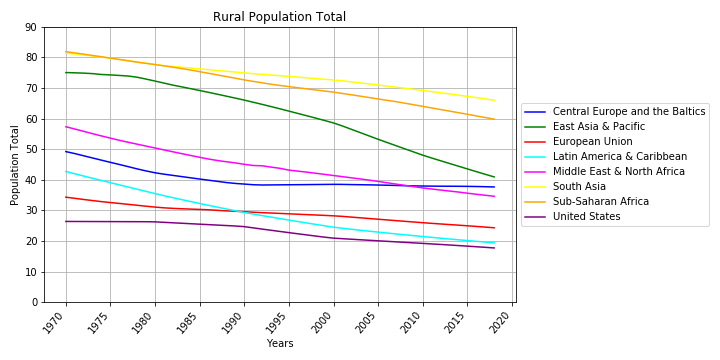 Rural Population Total
90
80
70
60
50
40
30
20
10
0
Population Total
1970
1975
1980
1985
1990
1995
2000
2005
2010
2015
2020
Years
Central Europe and the Baltics
East Asia & Pacific
European Union
Latin America & Caribbean
Middle East & North Africa
South Asia
Sub-Saharan Africa
United States